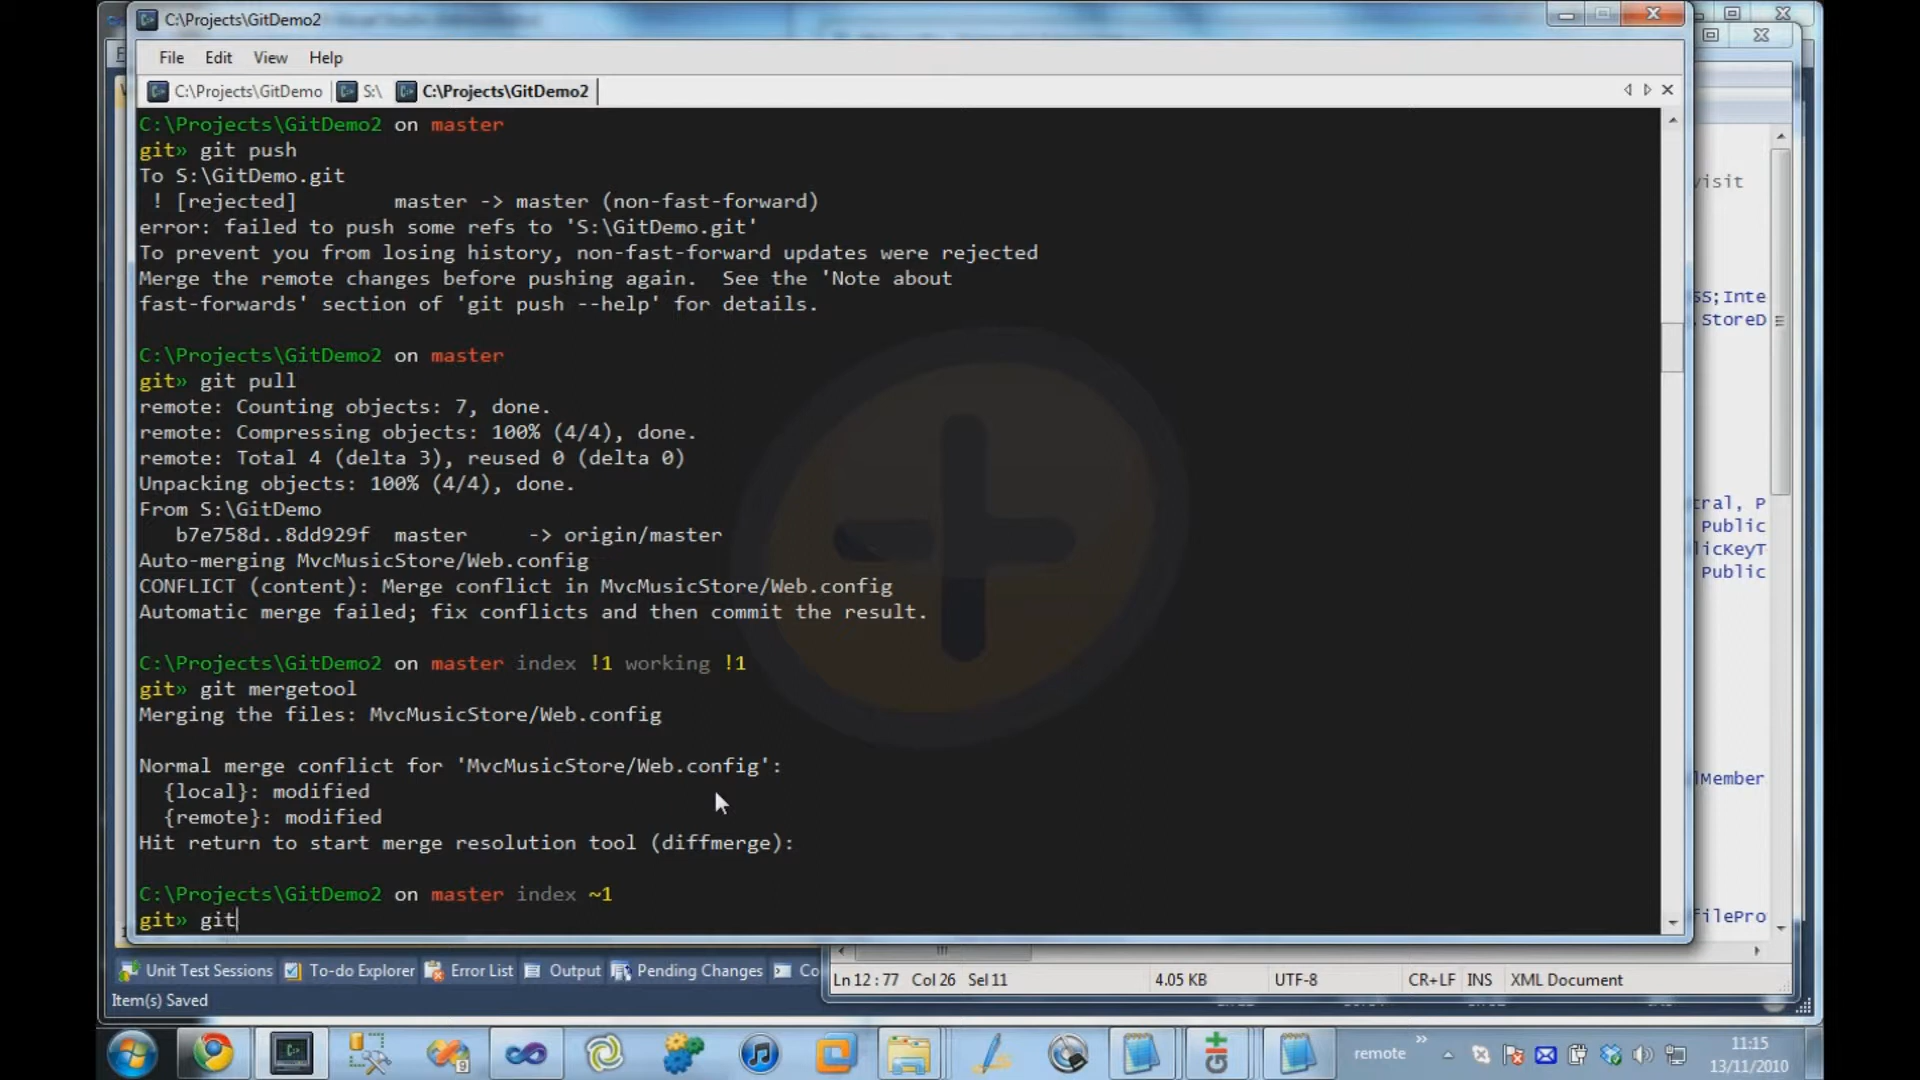 C:\Projects\GitDemo2
File Edit View Help
C:\Projects\GitDemo S:\ C:\Projects\GitDemo2
C:\Projects\GitDemo2 on master
git» git push
To S:\GitDemo.git
! [rejected] master -> master (non-fast-forward)
error: failed to push some refs to 'S:\GitDemo.git'
To prevent you from losing history, non-fast-forward updates were rejected
Merge the remote changes before pushing again. See the 'Note about
fast-forwards' section of 'git push --help' for details.
C:\Projects\GitDemo2 on master
git» git pull
remote: Counting objects: 7, done.
remote: Compressing objects: 100% (4/4), done.
remote: Total 4 (delta 3), reused 0 (delta 0)
Unpacking objects: 100% (4/4), done.
From S:\GitDemo
b7e758d..8dd929f master -> origin/master
Auto-merging MvcMusicStore/Web.config
CONFLICT (content): Merge conflict in MvcMusicStore/Web.config
Automatic merge failed; fix conflicts and then commit the result.
C:\Projects\GitDemo2 on master index !1 working !1
git» git mergetool
Merging the files: MvcMusicStore/Web.config
Normal merge conflict for 'MvcMusicStore/Web.config':
{local}: modified
{remote}: modified
Hit return to start merge resolution tool (diffmerge):
C:\Projects\GitDemo2 on master index ~1
git» git
visit
SS;Inte
.StoreD
tral, P
Public
licKeyT
Public
lMember
filePro
Unit Test Sessions To-do Explorer Error List Output Pending Changes Co
Ln 12 : 77 Col 26 Sel 11 4.05 KB UTF-8 CR+LF INS XML Document
Item(s) Saved
remote »
11:15
13/11/2010